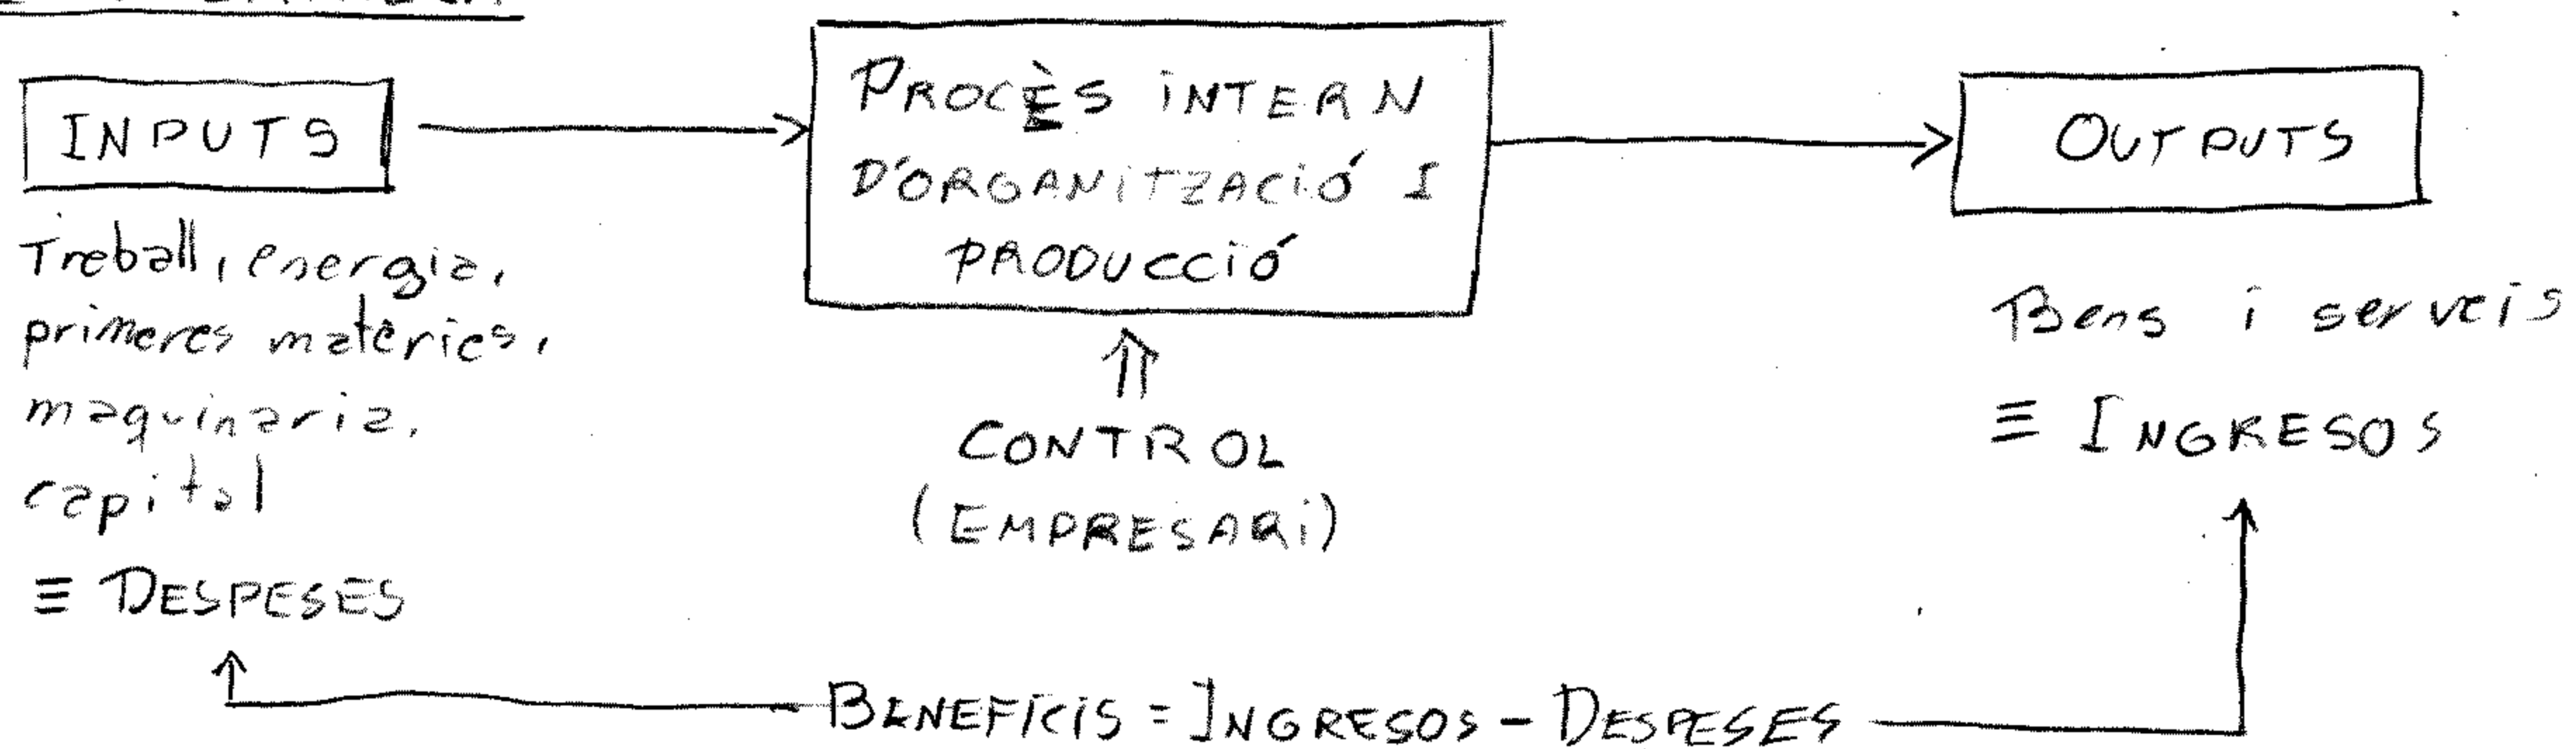 INPUTS
Treball, energia,
primeres matèries,
maquinaria,
capital
≡ DESPESES
PROCÈS INTERN
D'ORGANITZACIÓ I
PRODUCCIÓ
⇑
CONTROL
(EMPRESARI)
OUTPUTS
Bens i serveis
≡ INGRESOS
BENEFICIS = INGRESOS - DESPESES